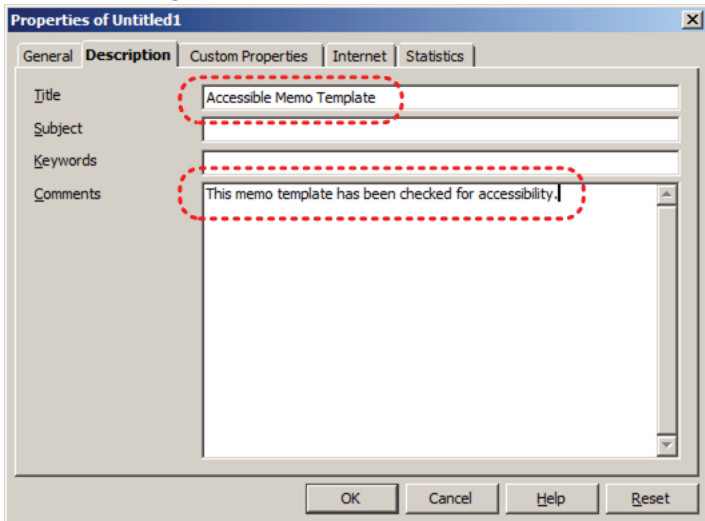 Properties of Untitled1
General Description Custom Properties Internet Statistics
Title Accessible Memo Template
Subject
Keywords
Comments This memo template has been checked for accessibility.
OK Cancel Help Reset